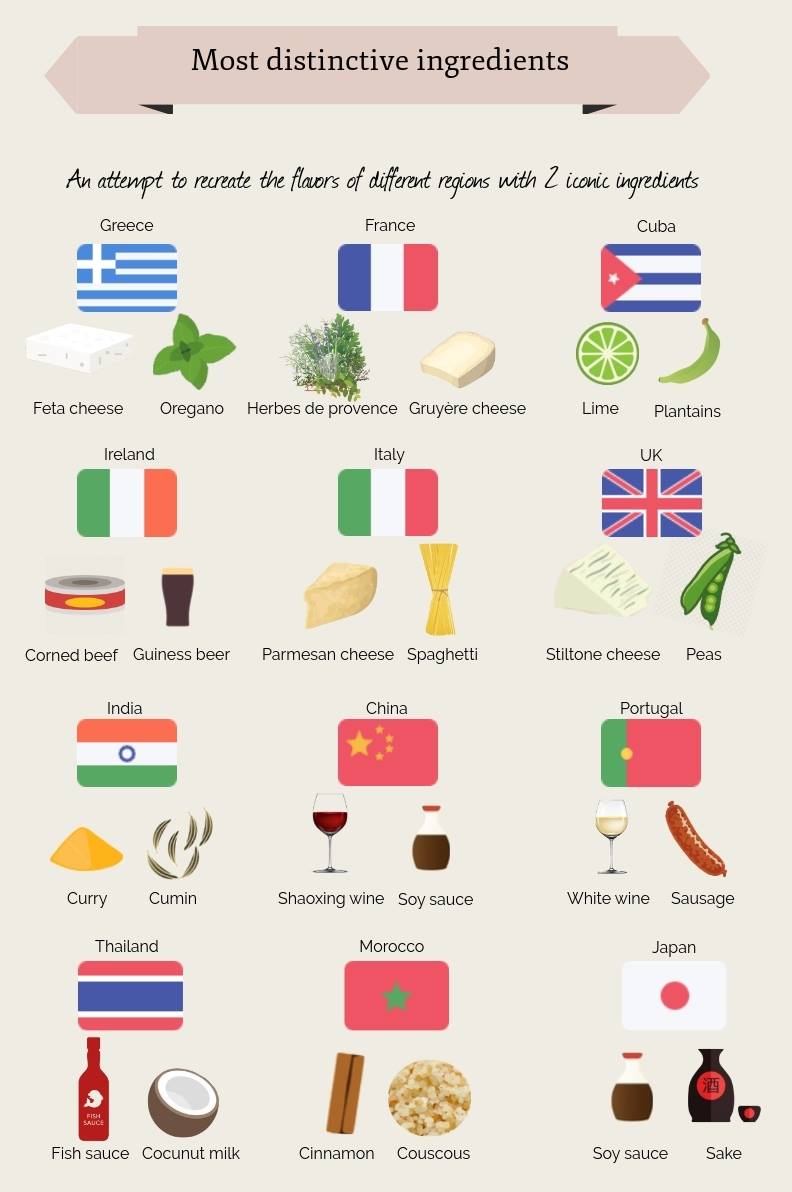 Most distinctive ingredients
An attempt to recreate the flavors of different regions with 2 iconic ingredients
Greece France Cuba
Feta cheese Oregano Herbes de provence Gruyère cheese Lime Plantains
Ireland Italy UK
Corned beef Guiness beer Parmesan cheese Spaghetti Stiltone cheese Peas
India China Portugal
Curry Cumin Shaoxing wine Soy sauce White wine Sausage
Thailand Morocco Japan
FISH
SAUCE
酒
Fish sauce Cocunut milk Cinnamon Couscous Soy sauce Sake